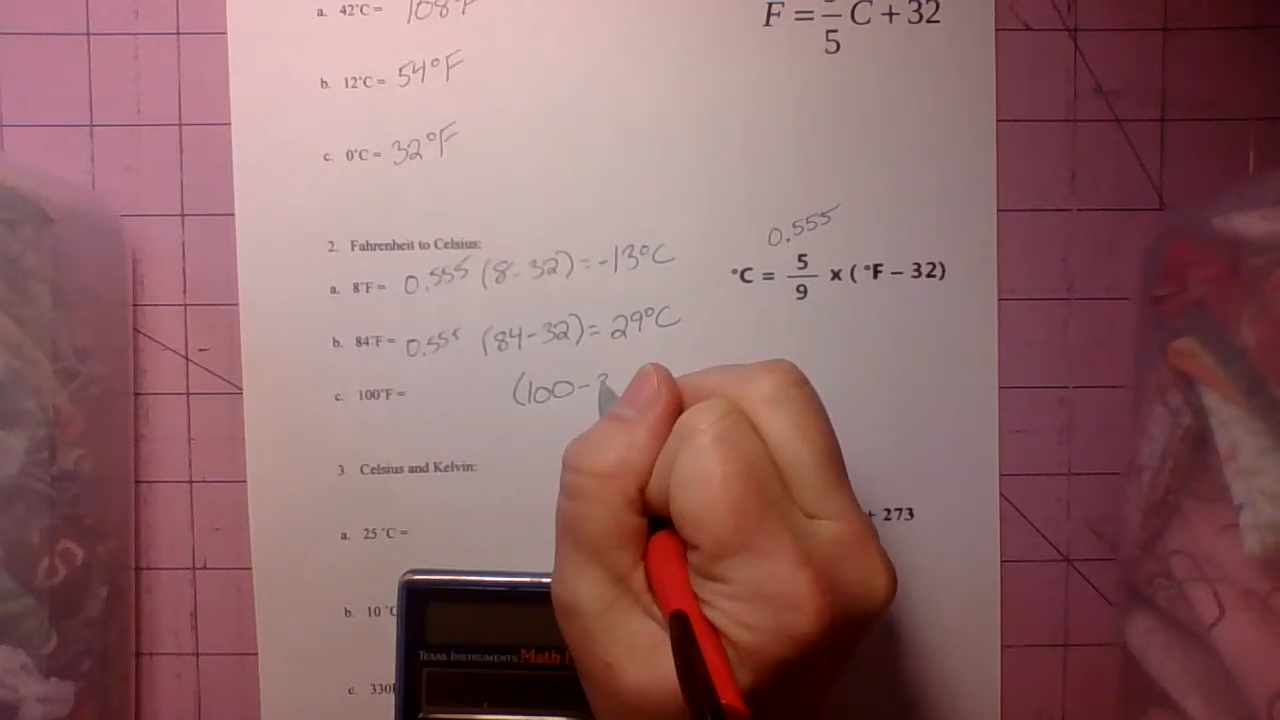 a. 42°C = 108°F
F = — C + 32
5
b. 12°C = 54°F
c. 0°C = 32°F
0.555
2. Fahrenheit to Celsius:
°C = 5/9 x (°F – 32)
a. 8°F = 0.555 (8-32) = -13°C
b. 84°F = 0.555 (84-32) = 29°C
c. 100°F = (100-
3 Celsius and Kelvin:
+ 273
a. 25 °C =
b. 10 °C
TEXAS INSTRUMENTS Math
c. 330